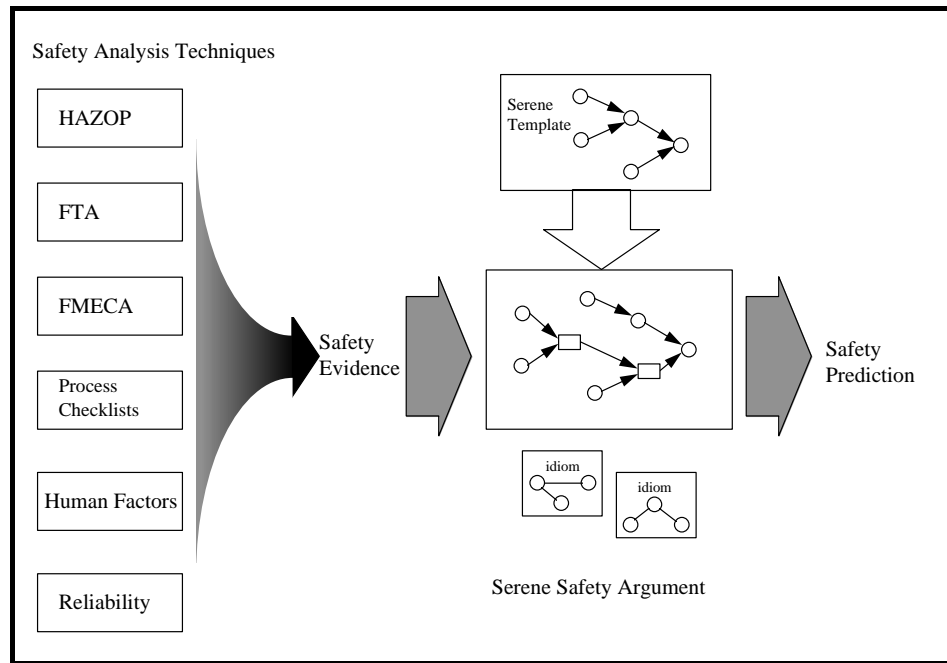 Safety Analysis Techniques
HAZOP
FTA
FMECA
Process
Checklists
Human Factors
Reliability
Safety
Evidence
Serene
Template
idiom
idiom
Serene Safety Argument
Safety
Prediction